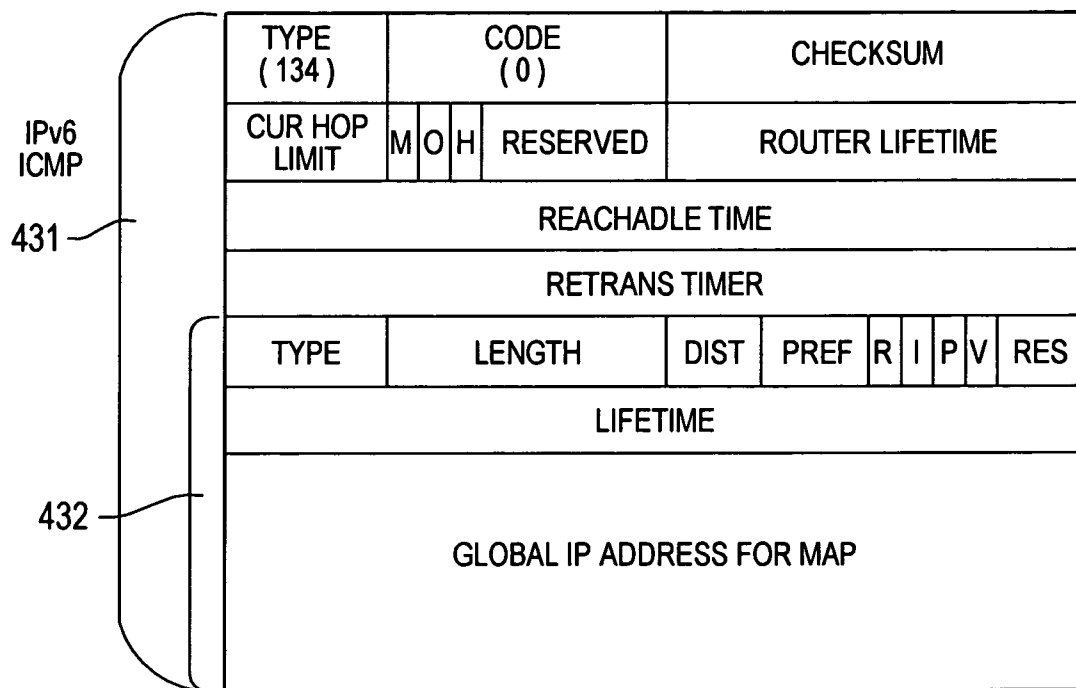 TYPE
( 134 )
CODE
( 0 )
CHECKSUM
IPv6
ICMP
CUR HOP
LIMIT
M O H RESERVED
ROUTER LIFETIME
431
REACHADLE TIME
RETRANS TIMER
TYPE LENGTH DIST PREF R I P V RES
LIFETIME
432
GLOBAL IP ADDRESS FOR MAP